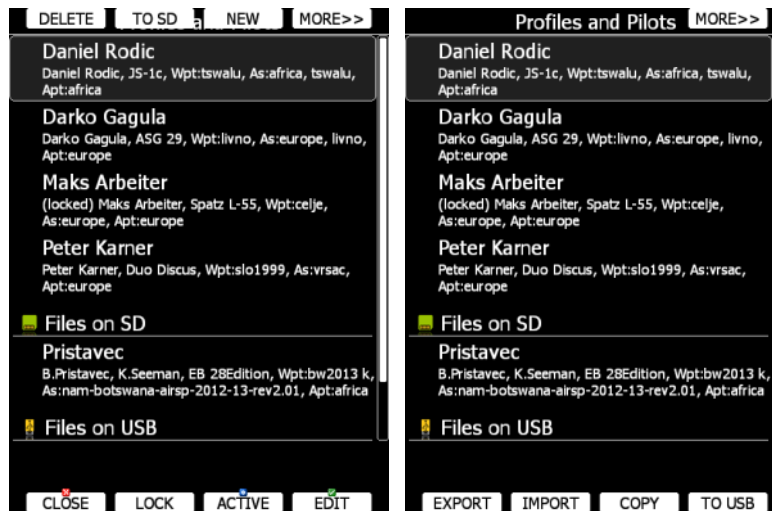 DELETE TO SD NEW MORE>>
Profiles and Pilots
Daniel Rodic
Daniel Rodic, JS-1c, Wpt:tswalu, As:africa, tswalu,
Apt:africa
Darko Gagula
Darko Gagula, ASG 29, Wpt:livno, As:europe, livno,
Apt:europe
Maks Arbeiter
(locked) Maks Arbeiter, Spatz L-55, Wpt:celje,
As:europe, Apt:europe
Peter Karner
Peter Karner, Duo Discus, Wpt:slo1999, As:vrsac,
Apt:europe
Files on SD
Pristavec
B.Pristavec, K.Seeman, EB 28Edition, Wpt:bw2013 k,
As:nam-botswana-airsp-2012-13-rev2.01, Apt:africa
Files on USB
CLOSE LOCK ACTIVE EDIT
Profiles and Pilots MORE>>
Daniel Rodic
Daniel Rodic, JS-1c, Wpt:tswalu, As:africa, tswalu,
Apt:africa
Darko Gagula
Darko Gagula, ASG 29, Wpt:livno, As:europe, livno,
Apt:europe
Maks Arbeiter
(locked) Maks Arbeiter, Spatz L-55, Wpt:celje,
As:europe, Apt:europe
Peter Karner
Peter Karner, Duo Discus, Wpt:slo1999, As:vrsac,
Apt:europe
Files on SD
Pristavec
B.Pristavec, K.Seeman, EB 28Edition, Wpt:bw2013 k,
As:nam-botswana-airsp-2012-13-rev2.01, Apt:africa
Files on USB
EXPORT IMPORT COPY TO USB